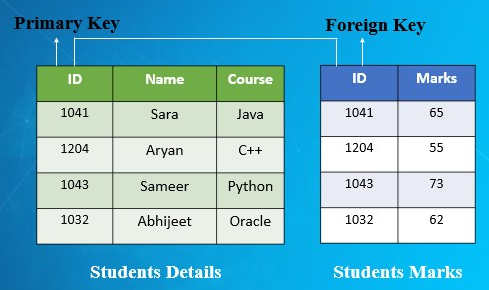 Primary Key
Foreign Key
ID Name Course
1041 Sara Java
1204 Aryan C++
1043 Sameer Python
1032 Abhijeet Oracle
Students Details
ID Marks
1041 65
1204 55
1043 73
1032 62
Students Marks